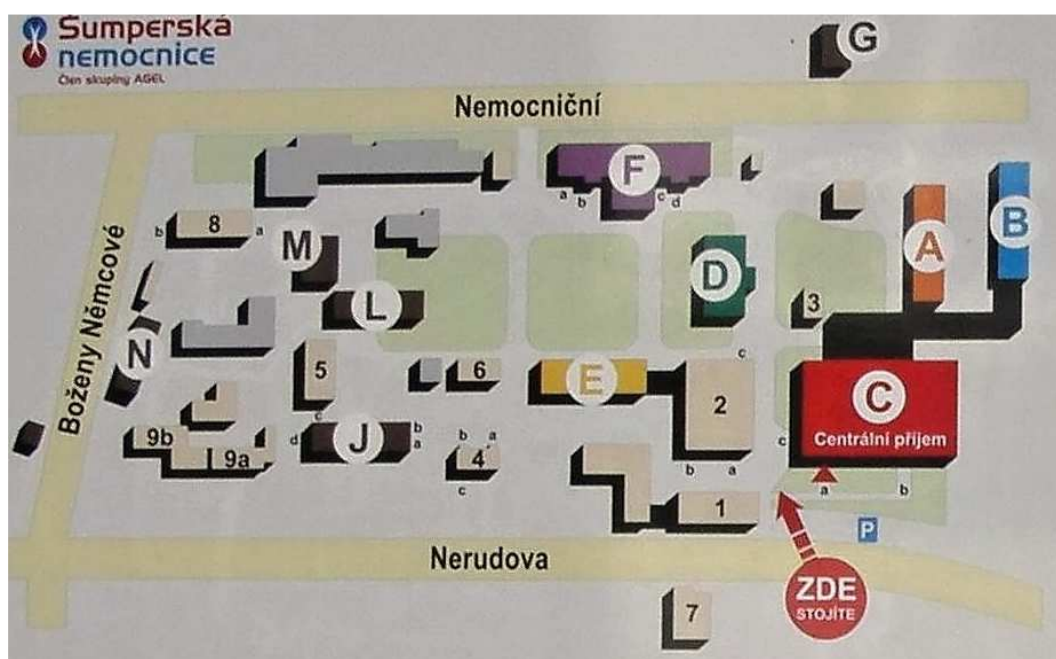 Šumperská
nemocnice
Člen skupiny AGEL
G
Nemocniční
F
a b c d
b 8 a
M
A
B
D
Boženy Němcové
L
3
N
5
6
E
c
2
C
Centrální příjem
c
d J b
a
9b
9a
b a
4
c
c
b a
a b
1
P
Nerudova
ZDE
STOJÍTE
7